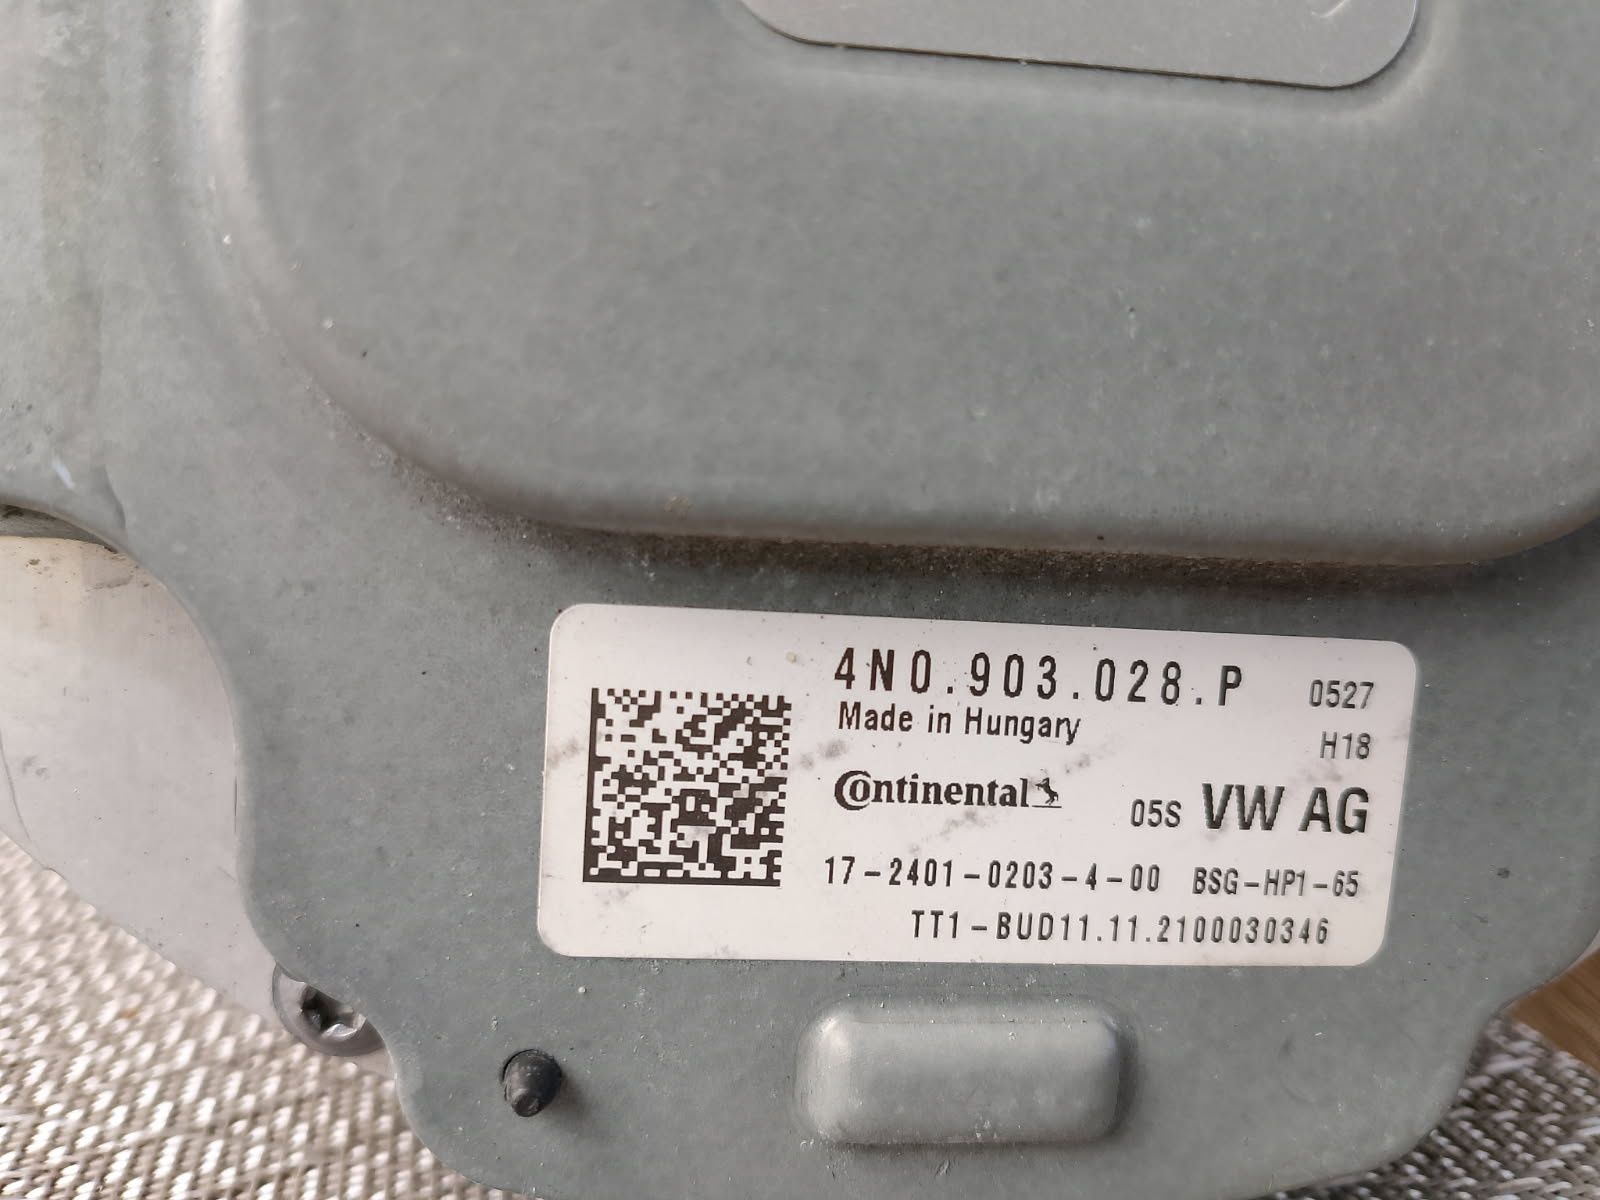 4N0.903.028.P 0527
Made in Hungary H18
Continental 05S VW AG
17-2401-0203-4-00 BSG-HP1-65
TT1-BUD11.11.2100030346